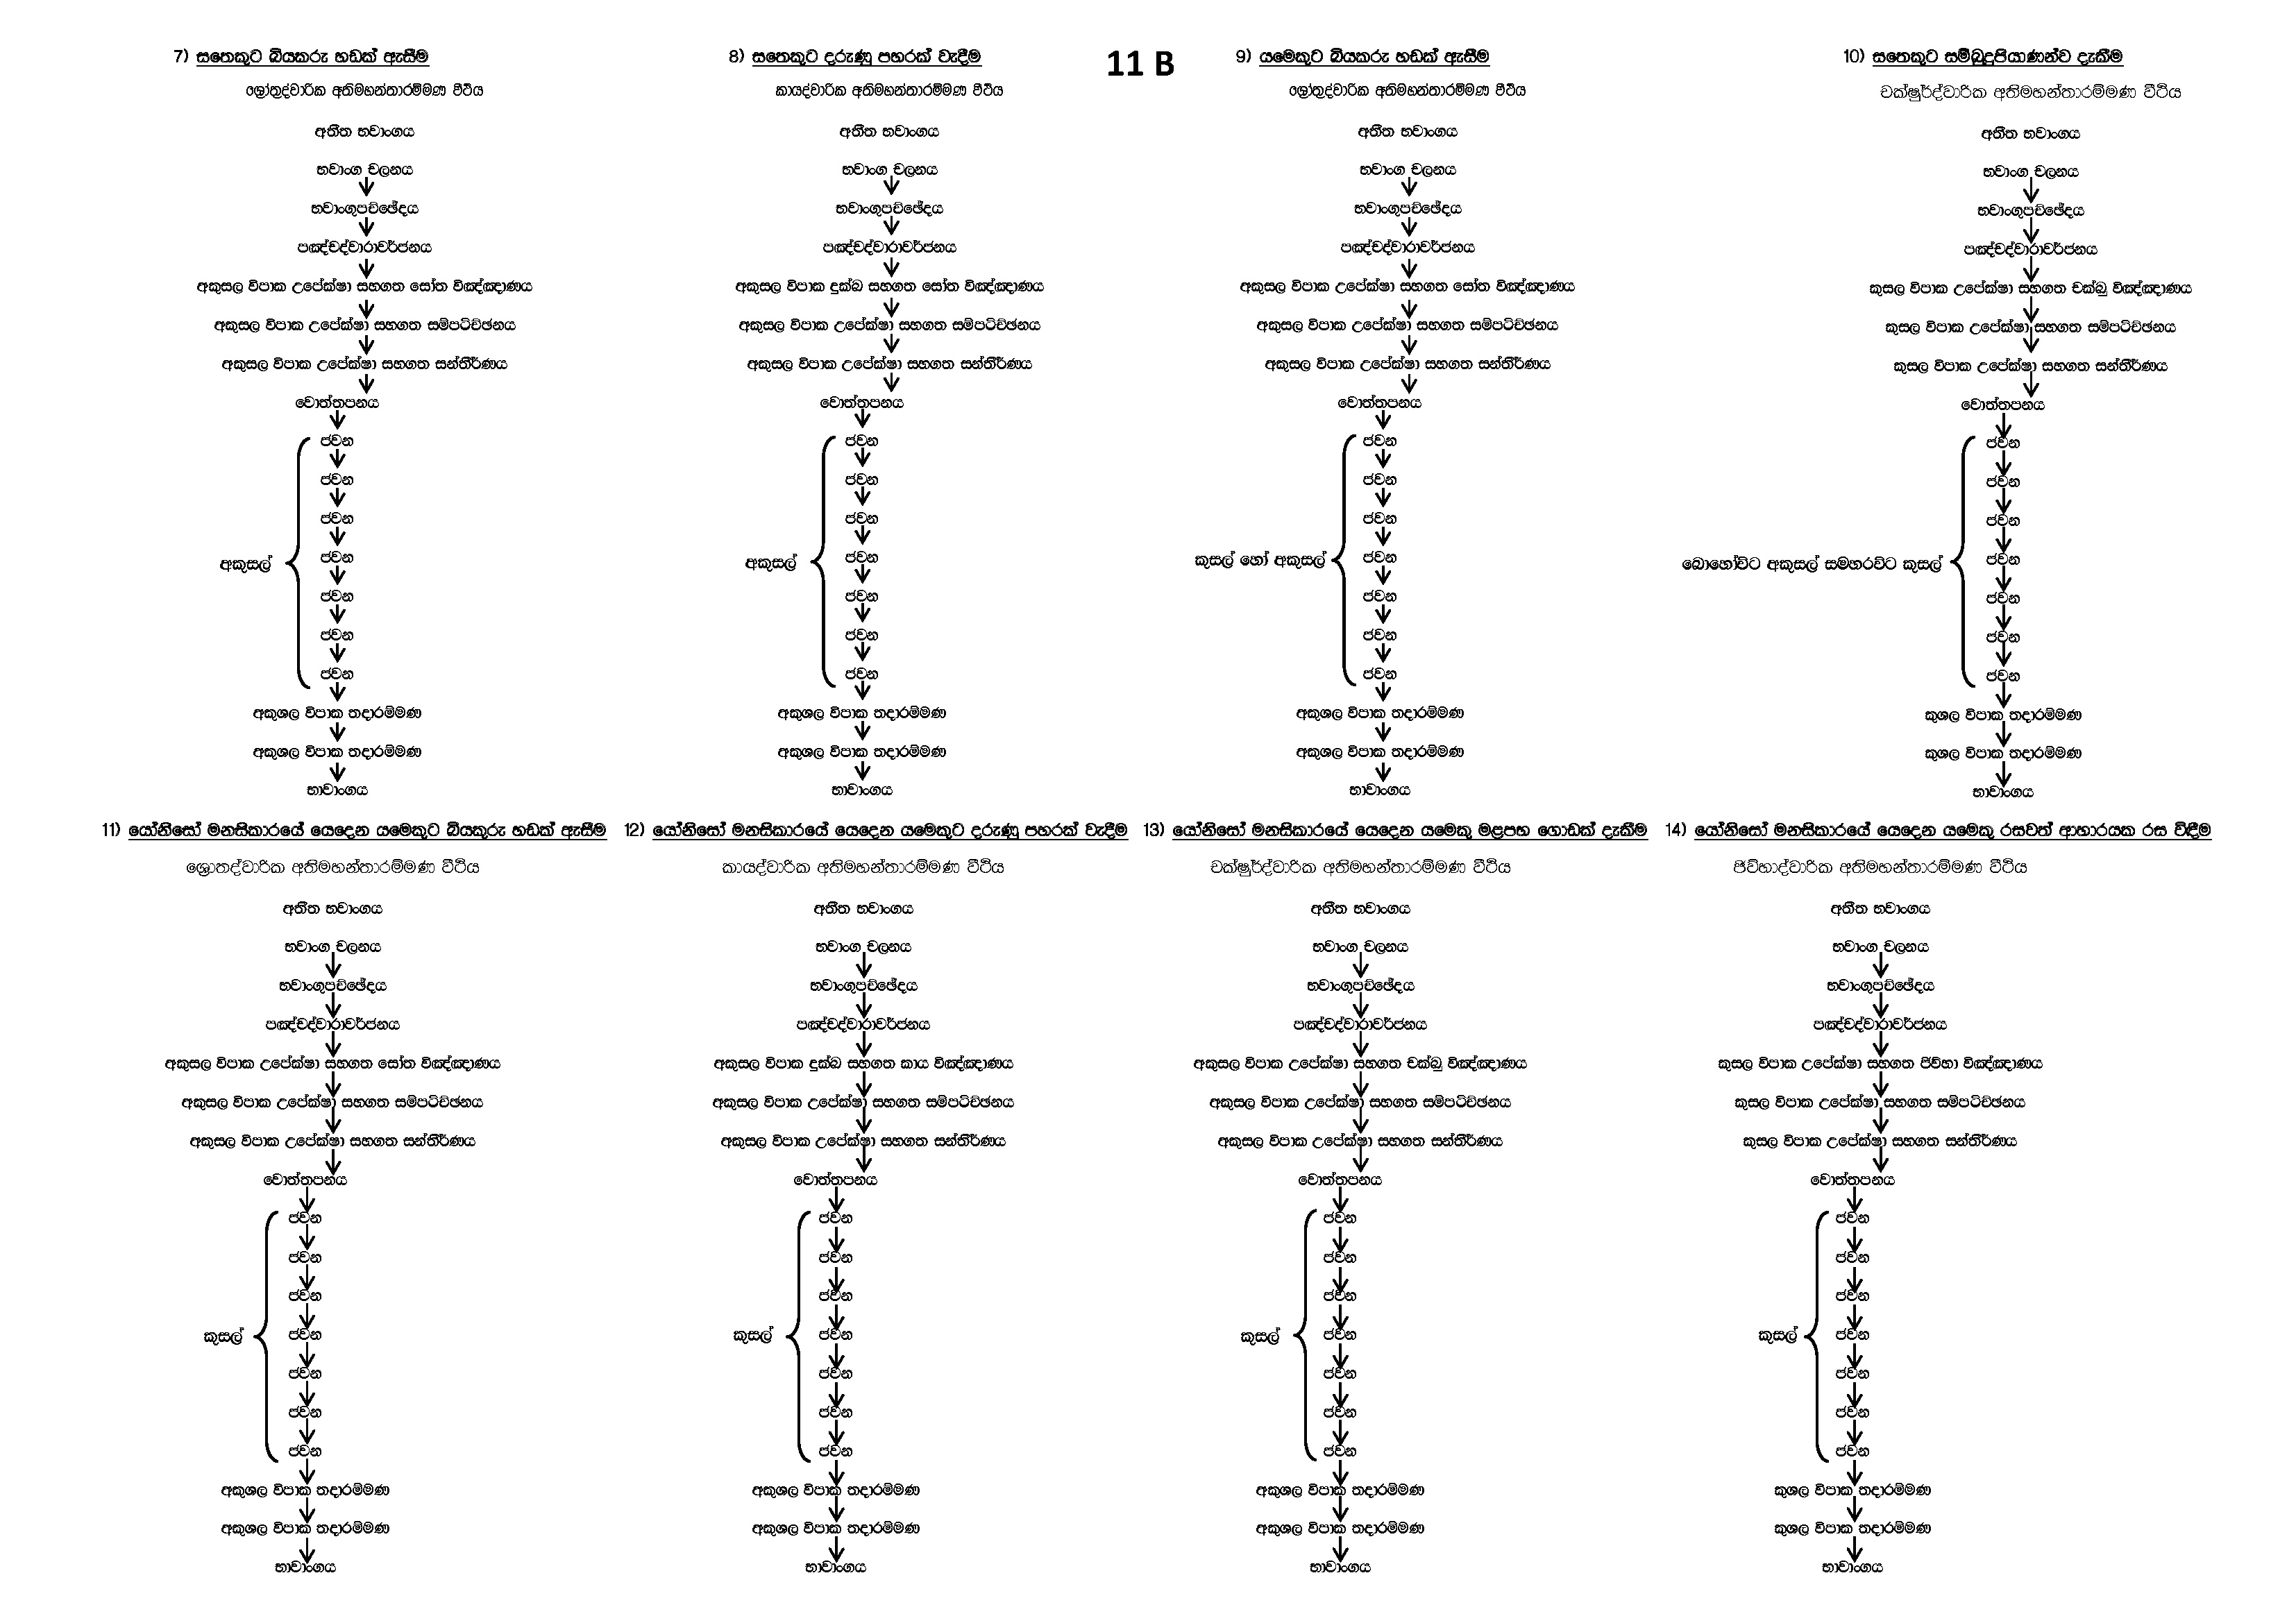 11 B
7) සතෙකුට බියකරු හඩක් ඇසීම
ශ්‍රෝත්‍රද්වාරික අතිමහන්තාරම්මණ වීථිය
අතීත භවාංගය
භවාංග චලනය
භවාංගුපච්ඡේදය
පඤ්චද්වාරාවර්ජනය
අකුසල විපාක උපේක්ෂා සහගත සෝත විඤ්ඤාණය
අකුසල විපාක උපේක්ෂා සහගත සම්පටිච්ඡනය
අකුසල විපාක උපේක්ෂා සහගත සන්තීර්ණය
වොත්තපනය
ජවන
ජවන
ජවන
අකුසල් ජවන
ජවන
ජවන
ජවන
අකුශල විපාක තදාරම්මණ
අකුශල විපාක තදාරම්මණ
භාවාංගය
8) සතෙකුට දරුණු පහරක් වැදීම
කායද්වාරික අතිමහන්තාරම්මණ වීථිය
අතීත භවාංගය
භවාංග චලනය
භවාංගුපච්ඡේදය
පඤ්චද්වාරාවර්ජනය
අකුසල විපාක දුක්ඛ සහගත සෝත විඤ්ඤාණය
අකුසල විපාක උපේක්ෂා සහගත සම්පටිච්ඡනය
අකුසල විපාක උපේක්ෂා සහගත සන්තීර්ණය
වොත්තපනය
ජවන
ජවන
ජවන
අකුසල් ජවන
ජවන
ජවන
ජවන
අකුශල විපාක තදාරම්මණ
අකුශල විපාක තදාරම්මණ
භාවාංගය
9) යමෙකුට බියකරු හඩක් ඇසීම
ශ්‍රෝත්‍රද්වාරික අතිමහන්තාරම්මණ වීථිය
අතීත භවාංගය
භවාංග චලනය
භවාංගුපච්ඡේදය
පඤ්චද්වාරාවර්ජනය
අකුසල විපාක උපේක්ෂා සහගත සෝත විඤ්ඤාණය
අකුසල විපාක උපේක්ෂා සහගත සම්පටිච්ඡනය
අකුසල විපාක උපේක්ෂා සහගත සන්තීර්ණය
වොත්තපනය
ජවන
ජවන
ජවන
කුසල් හෝ අකුසල් ජවන
ජවන
ජවන
ජවන
අකුශල විපාක තදාරම්මණ
අකුශල විපාක තදාරම්මණ
භාවාංගය
10) සතෙකුට සම්බුදුපියාණන්ව දැකීම
චක්ෂුර්ද්වාරික අතිමහන්තාරම්මණ වීථිය
අතීත භවාංගය
භවාංග චලනය
භවාංගුපච්ඡේදය
පඤ්චද්වාරාවර්ජනය
කුසල විපාක උපේක්ෂා සහගත චක්ඛු විඤ්ඤාණය
කුසල විපාක උපේක්ෂා සහගත සම්පටිච්ඡනය
කුසල විපාක උපේක්ෂා සහගත සන්තීර්ණය
වොත්තපනය
ජවන
ජවන
ජවන
බොහෝවිට අකුසල් සමහරවිට කුසල් ජවන
ජවන
ජවන
ජවන
කුශල විපාක තදාරම්මණ
කුශල විපාක තදාරම්මණ
භාවාංගය
11) යෝනිසෝ මනසිකාරයේ යෙදෙන යමෙකුට බියකුරු හඩක් ඇසීම
ශ්‍රොතද්වාරික අතිමහන්තාරම්මණ වීථිය
අතීත භවාංගය
භවාංග චලනය
භවාංගුපච්ඡේදය
පඤ්චද්වාරාවර්ජනය
අකුසල විපාක උපේක්ෂා සහගත සෝත විඤ්ඤාණය
අකුසල විපාක උපේක්ෂා සහගත සම්පටිච්ඡනය
අකුසල විපාක උපේක්ෂා සහගත සන්තීර්ණය
වොත්තපනය
ජවන
ජවන
ජවන
කුසල් ජවන
ජවන
ජවන
ජවන
අකුශල විපාක තදාරම්මණ
අකුශල විපාක තදාරම්මණ
භාවාංගය
12) යෝනිසෝ මනසිකාරයේ යෙදෙන යමෙකුට දරුණු පහරක් වැදීම
කායද්වාරික අතිමහන්තාරම්මණ වීථිය
අතීත භවාංගය
භවාංග චලනය
භවාංගුපච්ඡේදය
පඤ්චද්වාරාවර්ජනය
අකුසල විපාක දුක්ඛ සහගත කාය විඤ්ඤාණය
අකුසල විපාක උපේක්ෂා සහගත සම්පටිච්ඡනය
අකුසල විපාක උපේක්ෂා සහගත සන්තීර්ණය
වොත්තපනය
ජවන
ජවන
ජවන
කුසල් ජවන
ජවන
ජවන
ජවන
අකුශල විපාක තදාරම්මණ
අකුශල විපාක තදාරම්මණ
භාවාංගය
13) යෝනිසෝ මනසිකාරයේ යෙදෙන යමෙකු මළපහ ගොඩක් දැකීම
චක්ෂුර්ද්වාරික අතිමහන්තාරම්මණ වීථිය
අතීත භවාංගය
භවාංග චලනය
භවාංගුපච්ඡේදය
පඤ්චද්වාරාවර්ජනය
අකුසල විපාක උපේක්ෂා සහගත චක්ඛු විඤ්ඤාණය
අකුසල විපාක උපේක්ෂා සහගත සම්පටිච්ඡනය
අකුසල විපාක උපේක්ෂා සහගත සන්තීර්ණය
වොත්තපනය
ජවන
ජවන
ජවන
කුසල් ජවන
ජවන
ජවන
ජවන
අකුශල විපාක තදාරම්මණ
අකුශල විපාක තදාරම්මණ
භාවාංගය
14) යෝනිසෝ මනසිකාරයේ යෙදෙන යමෙකු රසවත් ආහාරයක රස විඳීම
ජිව්හාද්වාරික අතිමහන්තාරම්මණ වීථිය
අතීත භවාංගය
භවාංග චලනය
භවාංගුපච්ඡේදය
පඤ්චද්වාරාවර්ජනය
කුසල විපාක උපේක්ෂා සහගත ජිව්හා විඤ්ඤාණය
කුසල විපාක උපේක්ෂා සහගත සම්පටිච්ඡනය
කුසල විපාක උපේක්ෂා සහගත සන්තීර්ණය
වොත්තපනය
ජවන
ජවන
ජවන
කුසල් ජවන
ජවන
ජවන
ජවන
කුශල විපාක තදාරම්මණ
කුශල විපාක තදාරම්මණ
භාවාංගය